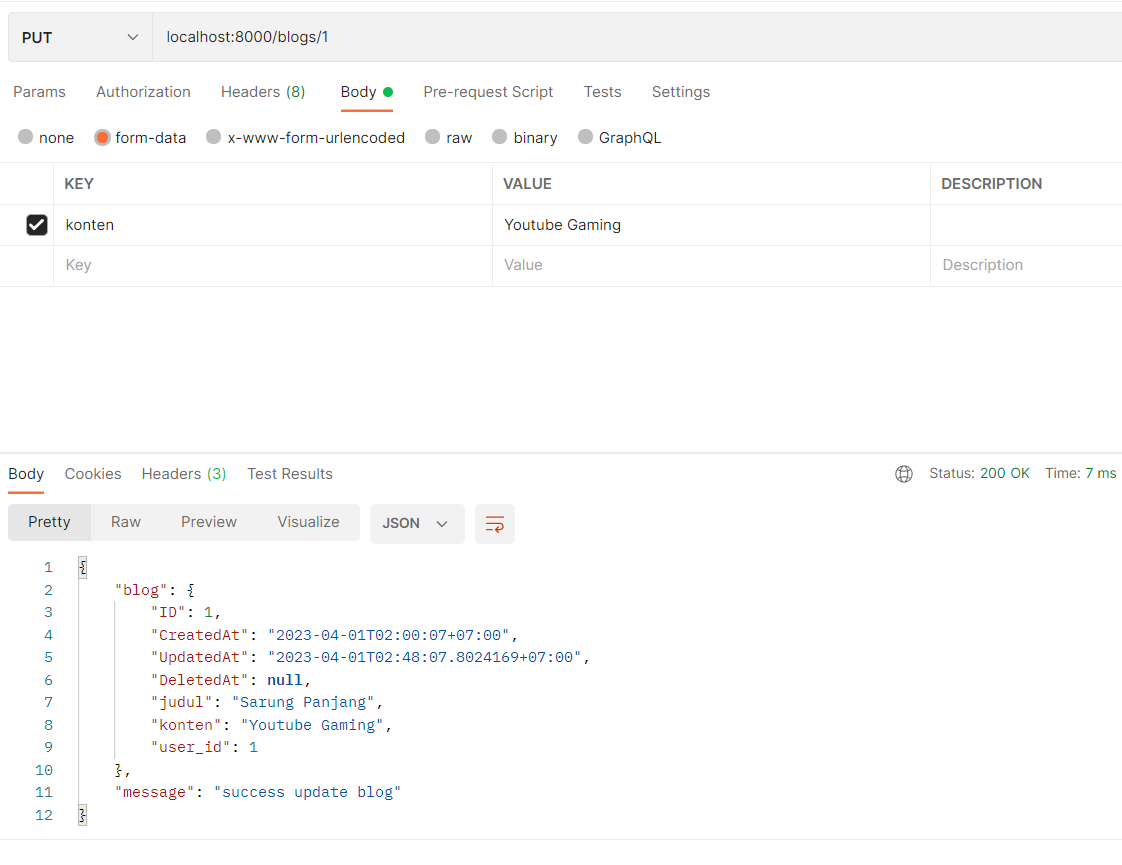 PUT localhost:8000/blogs/1
Params Authorization Headers (8) Body Pre-request Script Tests Settings
none form-data x-www-form-urlencoded raw binary GraphQL
KEY VALUE DESCRIPTION
konten Youtube Gaming
Key Value Description
Body Cookies Headers (3) Test Results Status: 200 OK Time: 7 ms
Pretty Raw Preview Visualize JSON
1 {
2 "blog": {
3 "ID": 1,
4 "CreatedAt": "2023-04-01T02:00:07+07:00",
5 "UpdatedAt": "2023-04-01T02:48:07.8024169+07:00",
6 "DeletedAt": null,
7 "judul": "Sarung Panjang",
8 "konten": "Youtube Gaming",
9 "user_id": 1
10 },
11 "message": "success update blog"
12 }